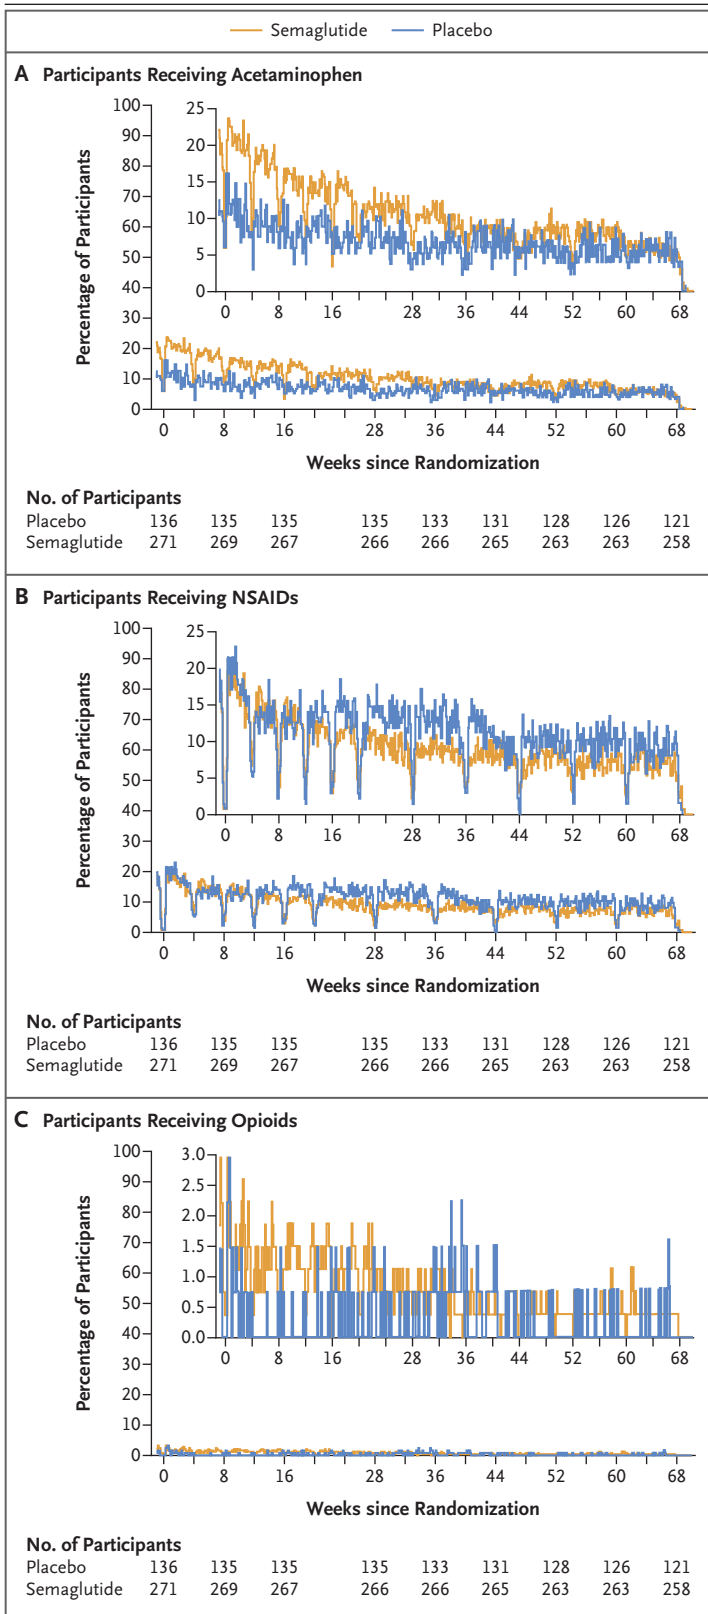 Semaglutide Placebo
A Participants Receiving Acetaminophen
100
90
80
70
60
50
40
30
20
10
0
Percentage of Participants
25
20
15
10
5
0
0 8 16 28 36 44 52 60 68
0 8 16 28 36 44 52 60 68
Weeks since Randomization
No. of Participants
Placebo 136 135 135 135 133 131 128 126 121
Semaglutide 271 269 267 266 266 265 263 263 258
B Participants Receiving NSAIDs
100
90
80
70
60
50
40
30
20
10
0
Percentage of Participants
25
20
15
10
5
0
0 8 16 28 36 44 52 60 68
0 8 16 28 36 44 52 60 68
Weeks since Randomization
No. of Participants
Placebo 136 135 135 135 133 131 128 126 121
Semaglutide 271 269 267 266 266 265 263 263 258
C Participants Receiving Opioids
100
90
80
70
60
50
40
30
20
10
0
Percentage of Participants
3.0
2.5
2.0
1.5
1.0
0.5
0.0
0 8 16 28 36 44 52 60 68
0 8 16 28 36 44 52 60 68
Weeks since Randomization
No. of Participants
Placebo 136 135 135 135 133 131 128 126 121
Semaglutide 271 269 267 266 266 265 263 263 258